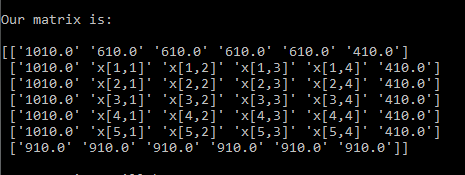 Our matrix is:
[['1010.0' '610.0' '610.0' '610.0' '610.0' '410.0']
['1010.0' 'x[1,1]' 'x[1,2]' 'x[1,3]' 'x[1,4]' '410.0']
['1010.0' 'x[2,1]' 'x[2,2]' 'x[2,3]' 'x[2,4]' '410.0']
['1010.0' 'x[3,1]' 'x[3,2]' 'x[3,3]' 'x[3,4]' '410.0']
['1010.0' 'x[4,1]' 'x[4,2]' 'x[4,3]' 'x[4,4]' '410.0']
['1010.0' 'x[5,1]' 'x[5,2]' 'x[5,3]' 'x[5,4]' '410.0']
['910.0' '910.0' '910.0' '910.0' '910.0' '910.0']]